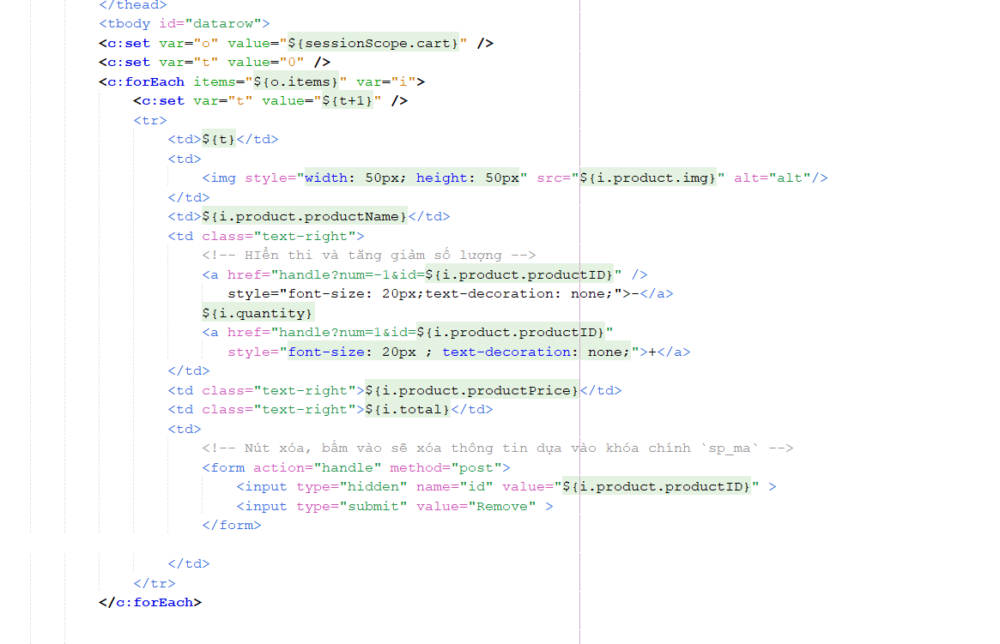 </thead>
<tbody id="datarow">
<c:set var="o" value="${sessionScope.cart}" />
<c:set var="t" value="0" />
<c:forEach items="${o.items}" var="i">
<c:set var="t" value="${t+1}" />
<tr>
<td>${t}</td>
<td>
<img style="width: 50px; height: 50px" src="${i.product.img}" alt="alt"/>
</td>
<td>${i.product.productName}</td>
<td class="text-right">
<!-- HIển thi và tăng giảm số lượng -->
<a href="handle?num=-1&id=${i.product.productID}" />
style="font-size: 20px;text-decoration: none;">-</a>
${i.quantity}
<a href="handle?num=1&id=${i.product.productID}"
style="font-size: 20px ; text-decoration: none;">+</a>
</td>
<td class="text-right">${i.product.productPrice}</td>
<td class="text-right">${i.total}</td>
<td>
<!-- Nút xóa, bấm vào sẽ xóa thông tin dựa vào khóa chính `sp_ma` -->
<form action="handle" method="post">
<input type="hidden" name="id" value="${i.product.productID}" >
<input type="submit" value="Remove" >
</form>
</td>
</tr>
</c:forEach>